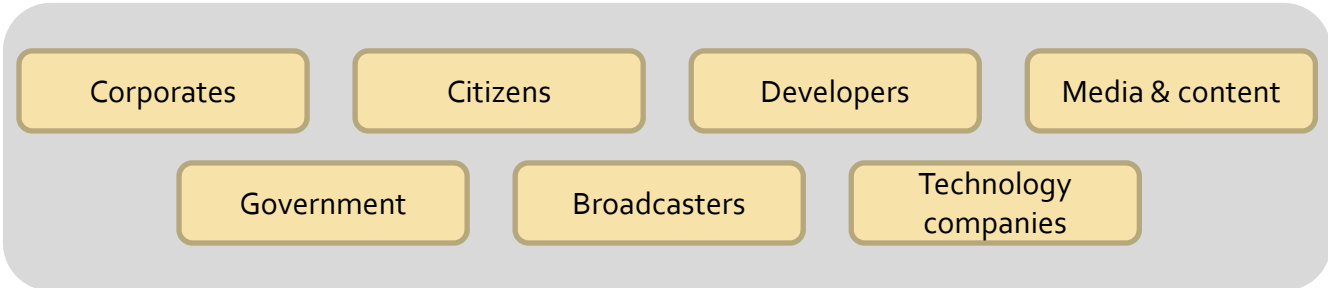 Corporates
Citizens
Developers
Media & content
Government
Broadcasters
Technology
companies